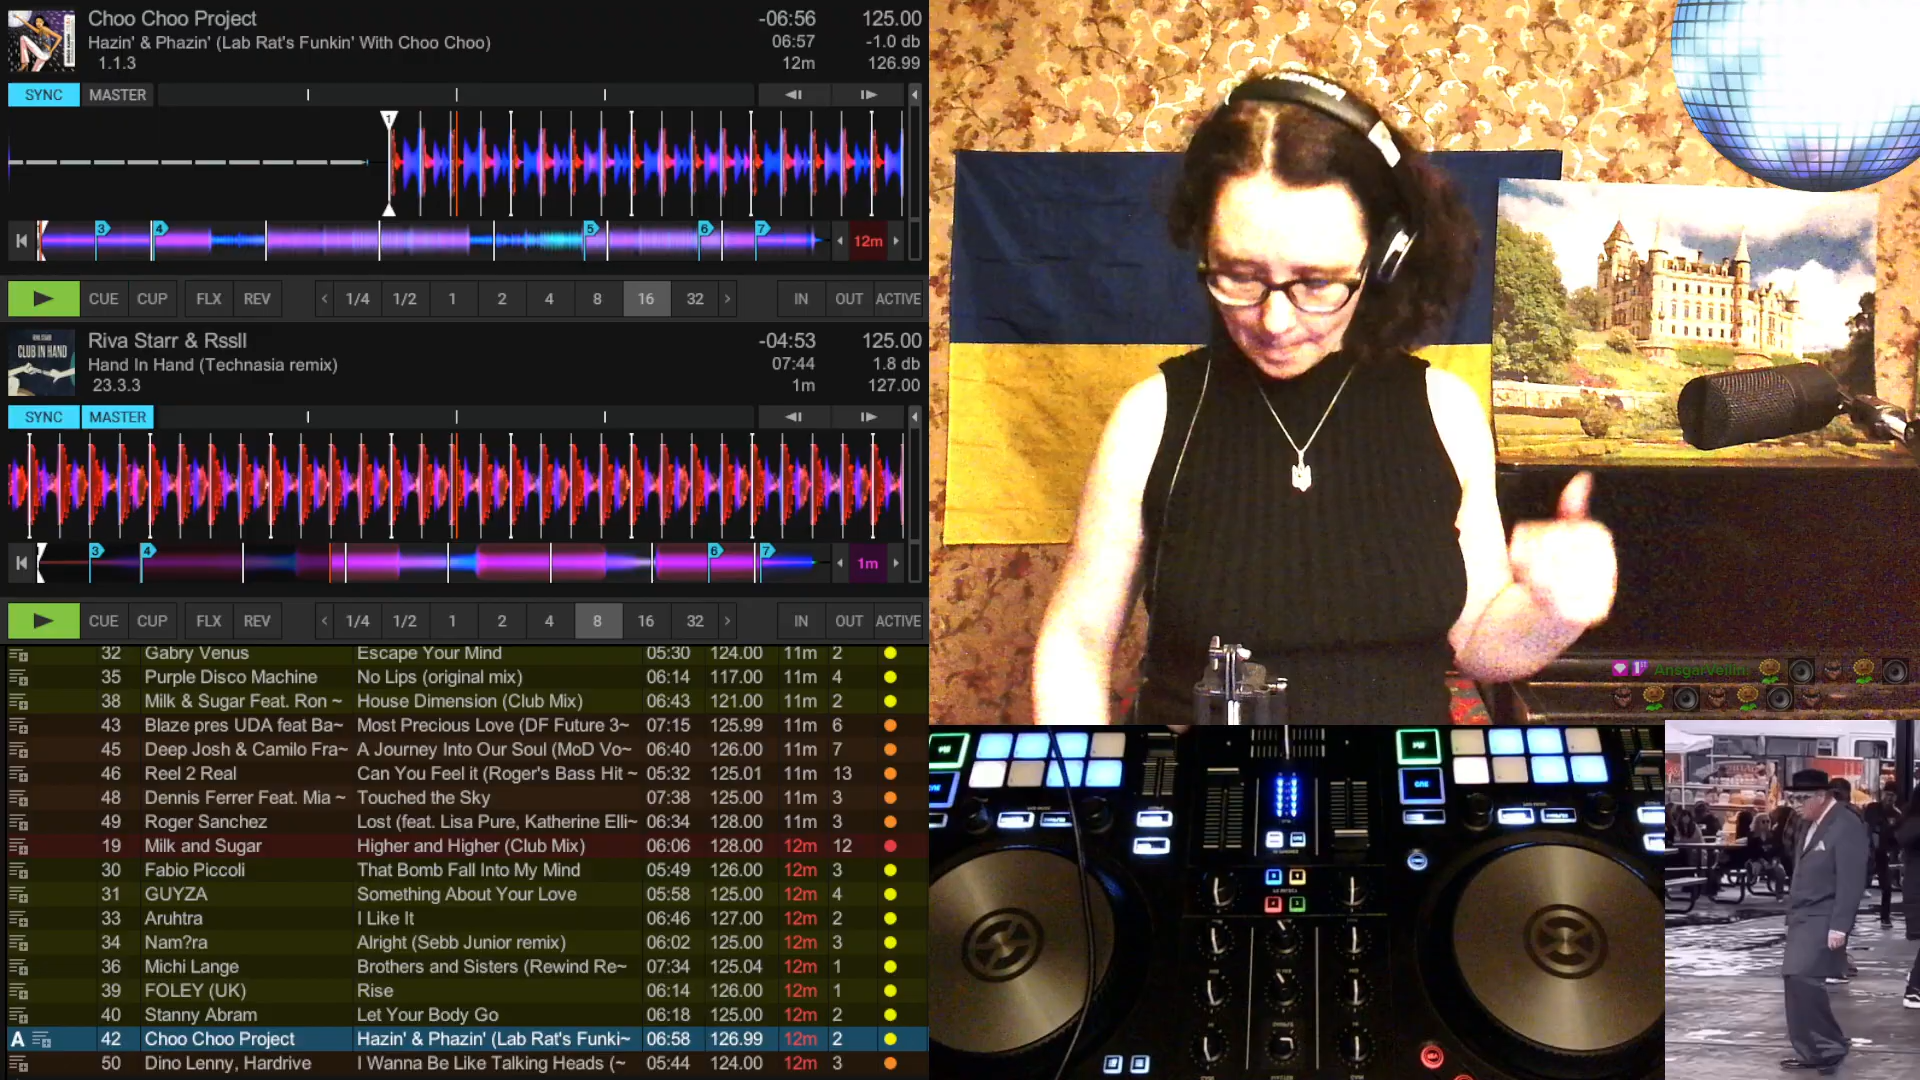 Choo Choo Project -06:56 125.00
Hazin' & Phazin' (Lab Rat's Funkin' With Choo Choo) 06:57 -1.0 db
1.1.3 12m 126.99
SYNC MASTER
1
3 4 5 6 7 12m
CUE CUP FLX REV 1/4 1/2 1 2 4 8 16 32 IN OUT ACTIVE
CLUB IN HAND
Riva Starr & Rssll -04:53 125.00
Hand In Hand (Technasia remix) 07:44 1.8 db
23.3.3 1m 127.00
SYNC MASTER
3 4 6 7 1m
CUE CUP FLX REV 1/4 1/2 1 2 4 8 16 32 IN OUT ACTIVE
32 Gabry Venus Escape Your Mind 05:30 124.00 11m 2
35 Purple Disco Machine No Lips (original mix) 06:14 117.00 11m 4
38 Milk & Sugar Feat. Ron ~ House Dimension (Club Mix) 06:43 121.00 11m 2
43 Blaze pres UDA feat Ba~ Most Precious Love (DF Future 3~ 07:15 125.99 11m 6
45 Deep Josh & Camilo Fra~ A Journey Into Our Soul (MoD Vo~ 06:40 126.00 11m 7
46 Reel 2 Real Can You Feel it (Roger's Bass Hit ~ 05:32 125.01 11m 13
48 Dennis Ferrer Feat. Mia ~ Touched the Sky 07:38 125.00 11m 3
49 Roger Sanchez Lost (feat. Lisa Pure, Katherine Elli~ 06:34 128.00 11m 3
19 Milk and Sugar Higher and Higher (Club Mix) 06:06 128.00 12m 12
30 Fabio Piccoli That Bomb Fall Into My Mind 05:49 126.00 12m 3
31 GUYZA Something About Your Love 05:58 125.00 12m 4
33 Aruhtra I Like It 06:46 127.00 12m 2
34 Nam?ra Alright (Sebb Junior remix) 06:02 125.00 12m 3
36 Michi Lange Brothers and Sisters (Rewind Re~ 07:34 125.04 12m 1
39 FOLEY (UK) Rise 06:14 126.00 12m 1
40 Stanny Abram Let Your Body Go 06:18 125.00 12m 2
A 42 Choo Choo Project Hazin' & Phazin' (Lab Rat's Funki~ 06:58 126.99 12m 2
50 Dino Lenny, Hardrive I Wanna Be Like Talking Heads (~ 05:44 124.00 12m 3
AnsgarVelim